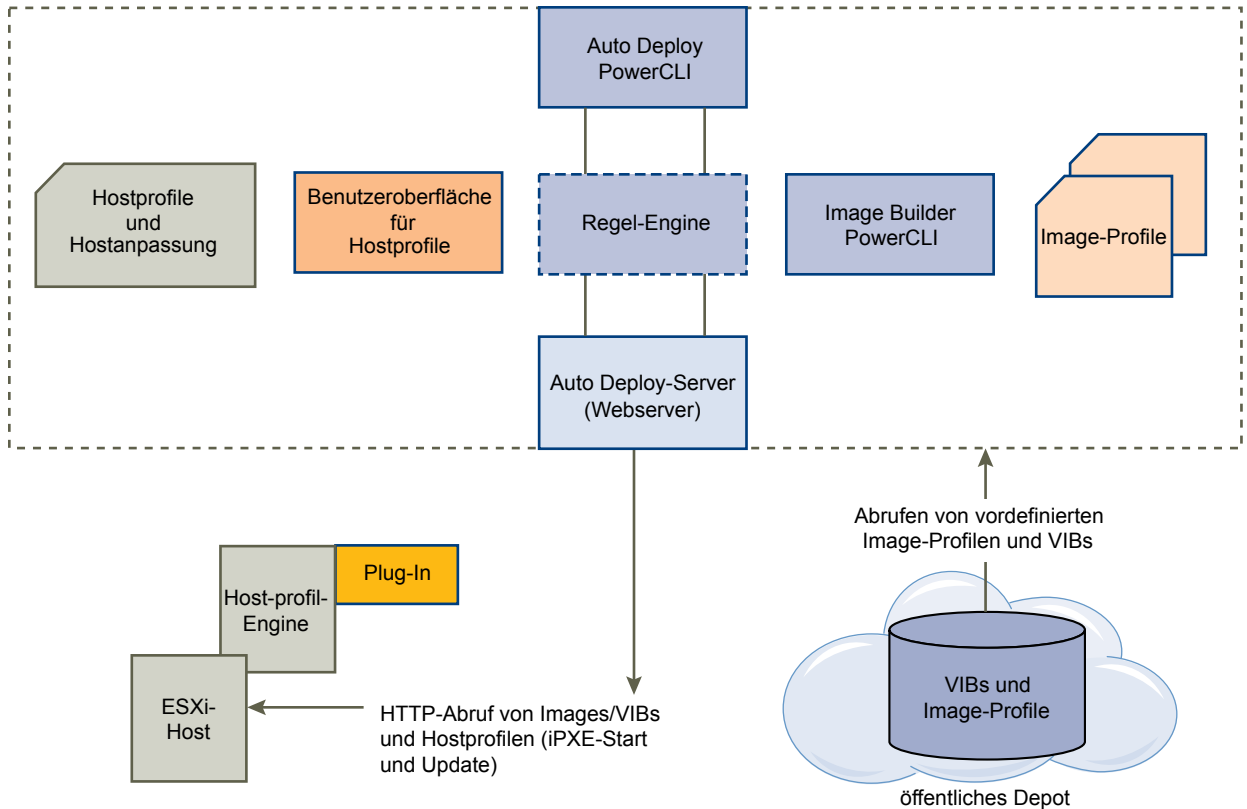 Auto Deploy
PowerCLI
Hostprofile
und
Hostanpassung
Benutzeroberfläche
für
Hostprofile
Regel-Engine
Image Builder
PowerCLI
Image-Profile
Auto Deploy-Server
(Webserver)
Abrufen von vordefinierten
Image-Profilen und VIBs
Plug-In
Host-profil-
Engine
ESXi-
Host
HTTP-Abruf von Images/VIBs
und Hostprofilen (iPXE-Start
und Update)
VIBs und
Image-Profile
öffentliches Depot